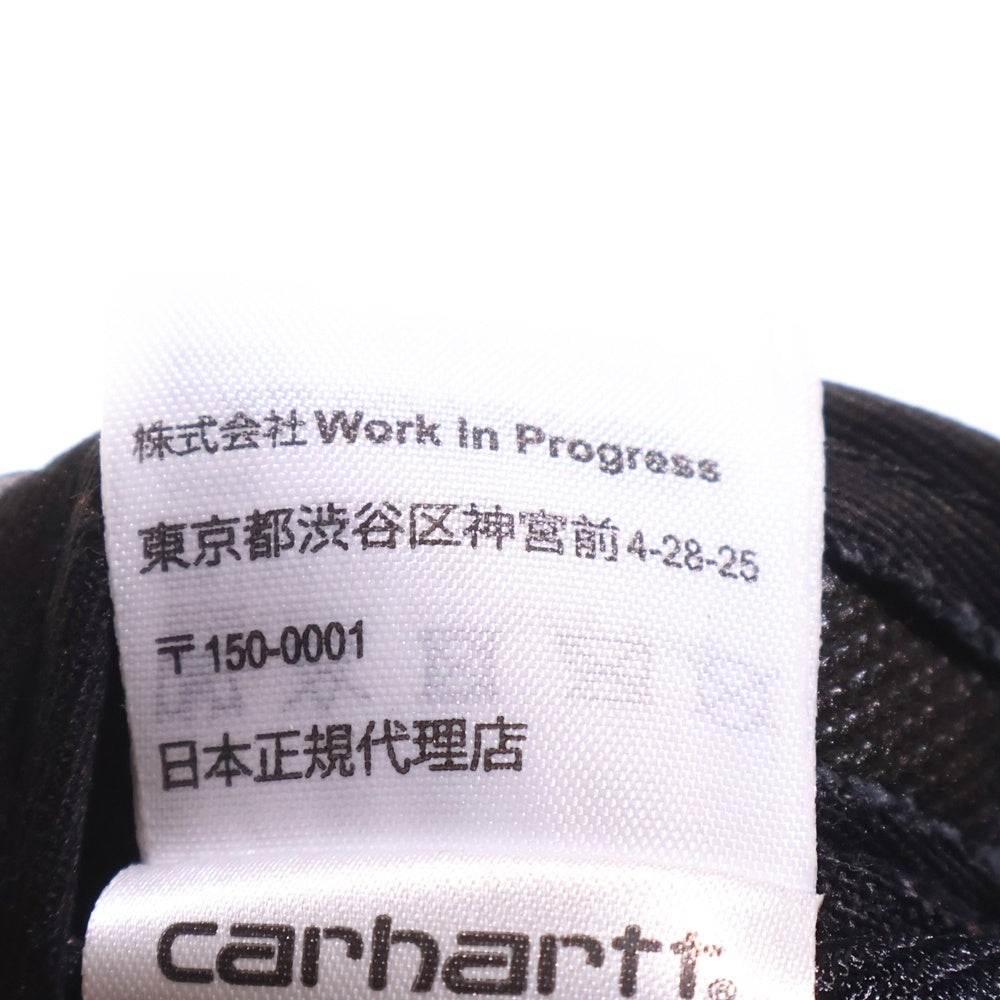 株式会社Work in Progress
東京都渋谷区神宮前4-28-25
〒150-0001
日本正規代理店
carhartt®